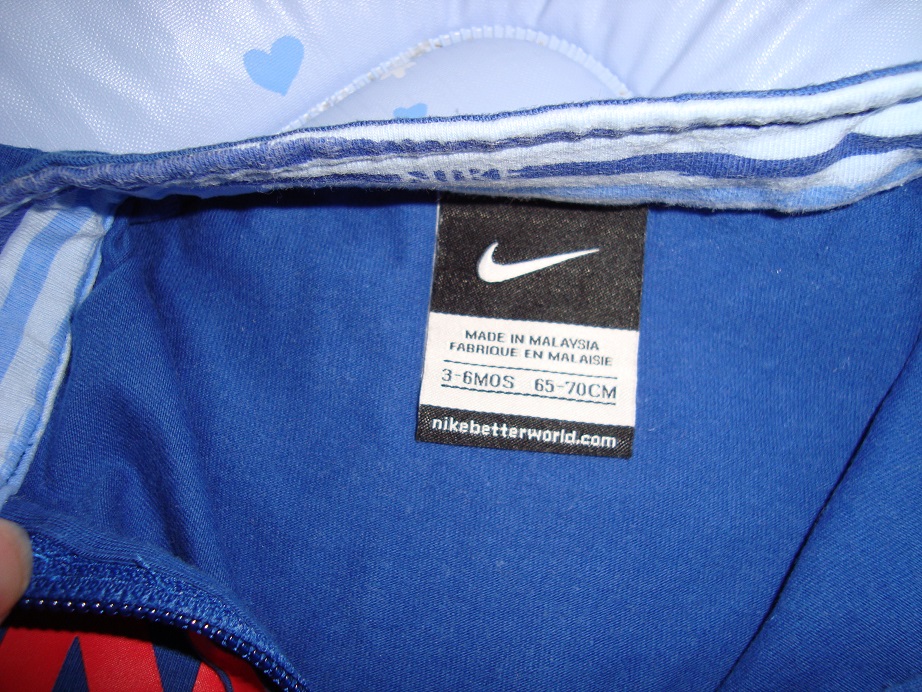 MADE IN MALAYSIA
FABRIQUE EN MALAISIE
3-6MOS 65-70CM
nikebetterworld.com